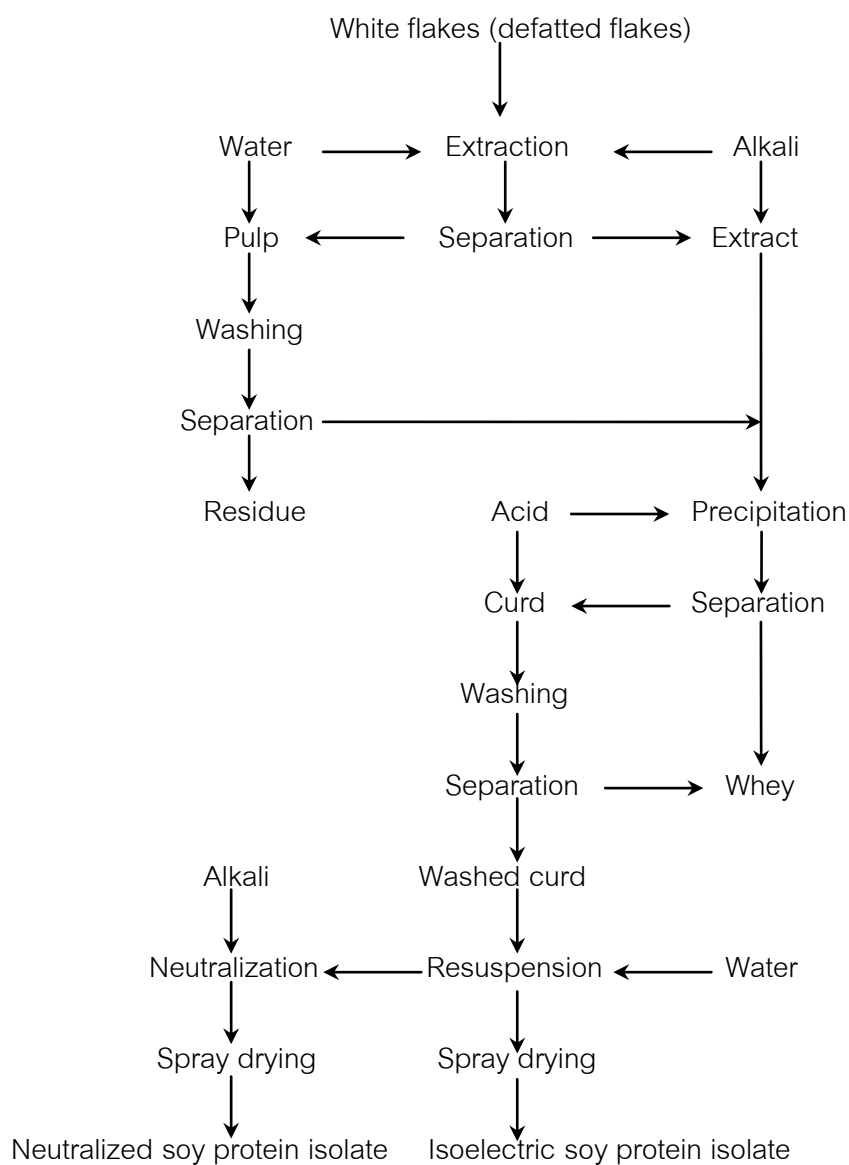 White flakes (defatted flakes)
Water Extraction Alkali
Pulp Separation Extract
Washing
Separation
Residue Acid Precipitation
Curd Separation
Washing
Separation Whey
Alkali Washed curd
Neutralization Resuspension Water
Spray drying Spray drying
Neutralized soy protein isolate Isoelectric soy protein isolate